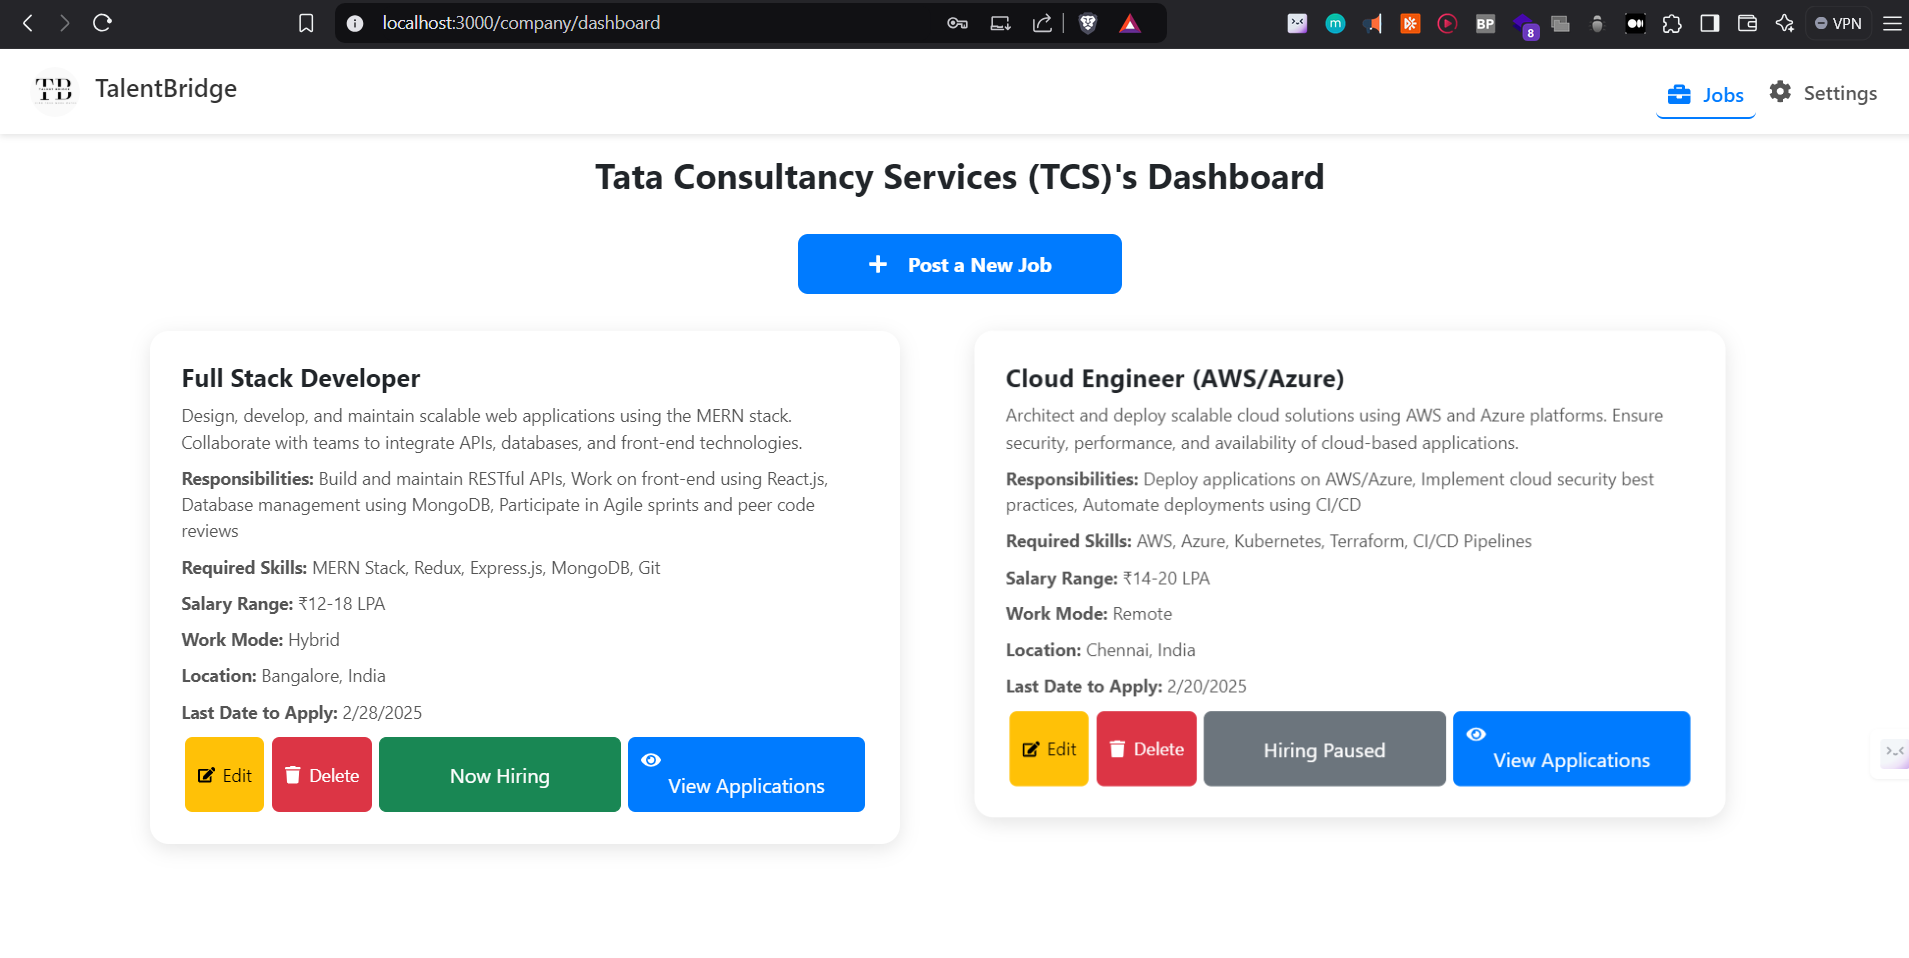 localhost:3000/company/dashboard
m
BP
8
VPN
TB
TalentBridge
Jobs
Settings
Tata Consultancy Services (TCS)'s Dashboard
Post a New Job
Full Stack Developer
Design, develop, and maintain scalable web applications using the MERN stack.
Collaborate with teams to integrate APIs, databases, and front-end technologies.
Responsibilities: Build and maintain RESTful APIs, Work on front-end using React.js,
Database management using MongoDB, Participate in Agile sprints and peer code
reviews
Required Skills: MERN Stack, Redux, Express.js, MongoDB, Git
Salary Range: ₹12-18 LPA
Work Mode: Hybrid
Location: Bangalore, India
Last Date to Apply: 2/28/2025
Edit
Delete
Now Hiring
View Applications
Cloud Engineer (AWS/Azure)
Architect and deploy scalable cloud solutions using AWS and Azure platforms. Ensure
security, performance, and availability of cloud-based applications.
Responsibilities: Deploy applications on AWS/Azure, Implement cloud security best
practices, Automate deployments using CI/CD
Required Skills: AWS, Azure, Kubernetes, Terraform, CI/CD Pipelines
Salary Range: ₹14-20 LPA
Work Mode: Remote
Location: Chennai, India
Last Date to Apply: 2/20/2025
Edit
Delete
Hiring Paused
View Applications